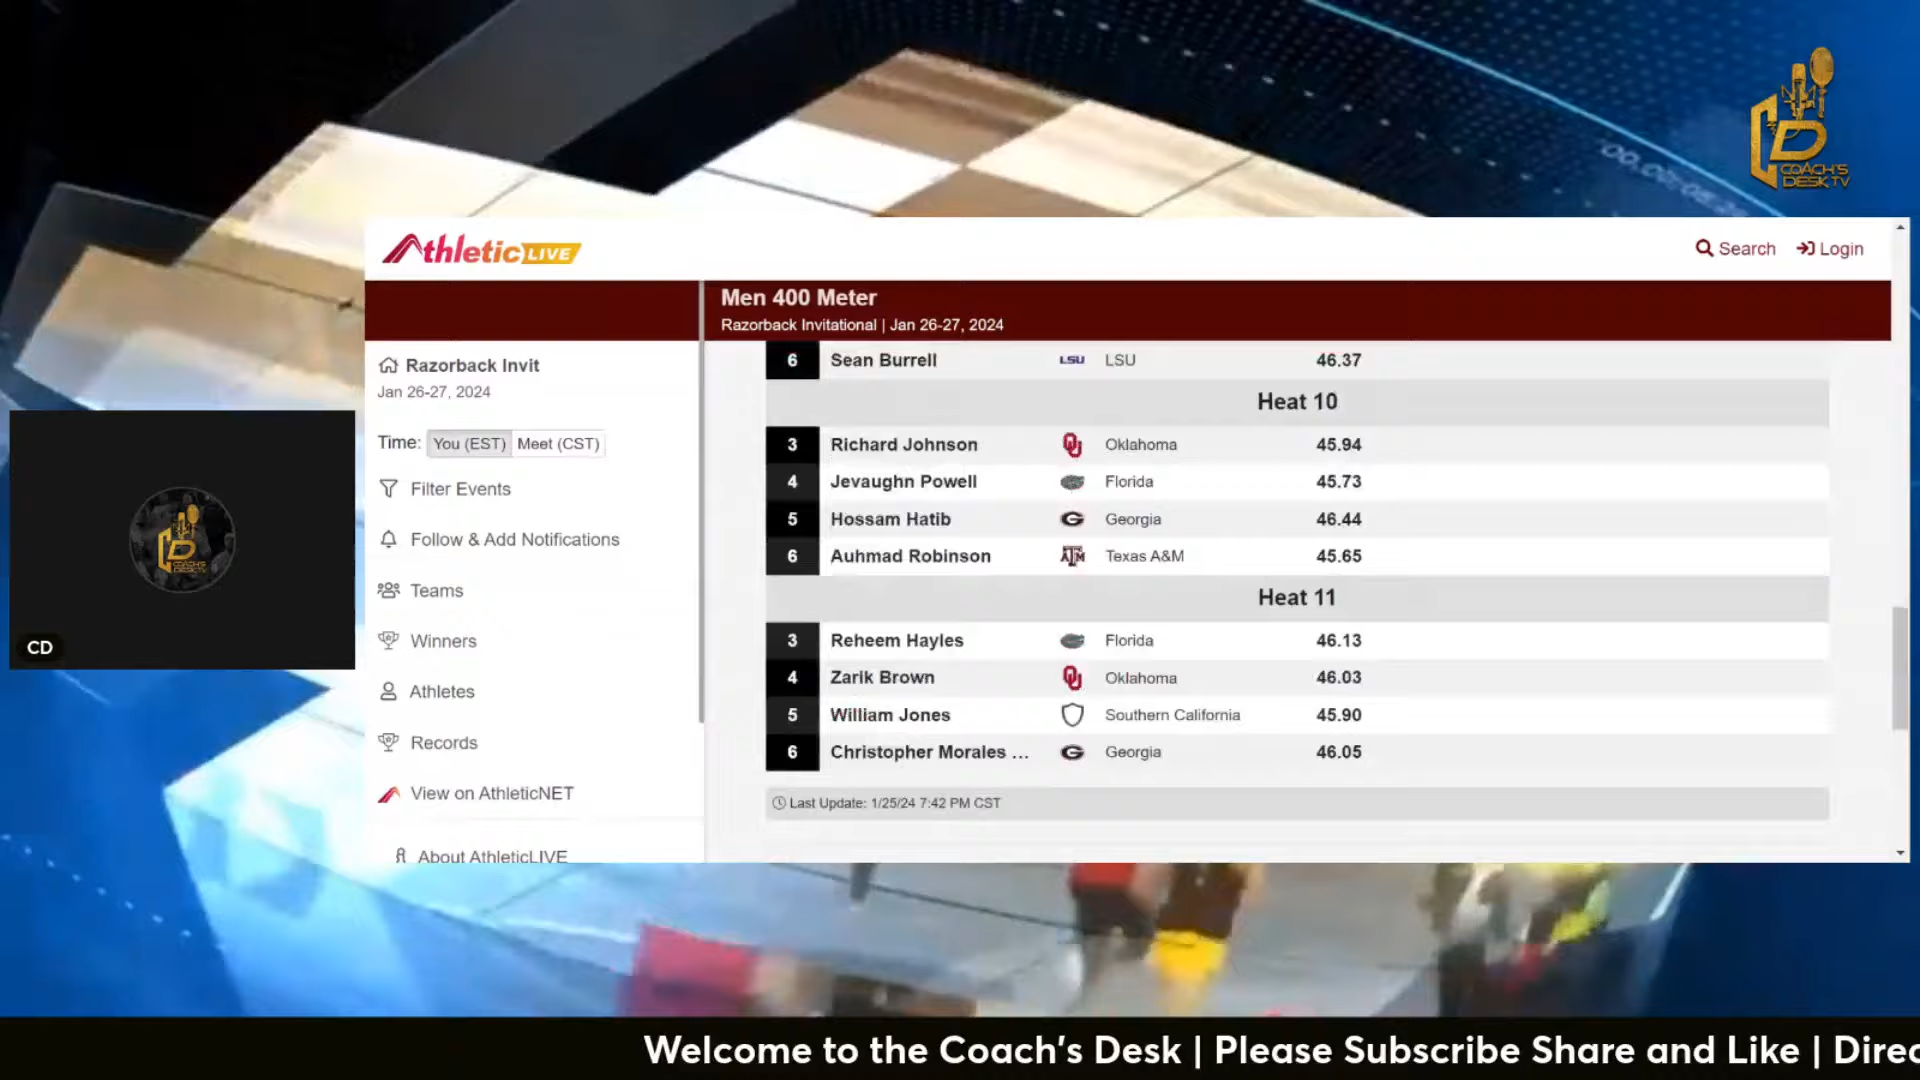 COACH'S
DESK TV
AthleticLIVE
Search
Login
Men 400 Meter
Razorback Invitational | Jan 26-27, 2024
Razorback Invit
Jan 26-27, 2024
Time: You (EST) Meet (CST)
Filter Events
Follow & Add Notifications
Teams
Winners
Athletes
Records
View on AthleticNET
About AthleticLIVE
6 Sean Burrell LSU LSU 46.37
Heat 10
3 Richard Johnson Oklahoma 45.94
4 Jevaughn Powell Florida 45.73
5 Hossam Hatib Georgia 46.44
6 Auhmad Robinson ATM Texas A&M 45.65
Heat 11
3 Reheem Hayles Florida 46.13
4 Zarik Brown Oklahoma 46.03
5 William Jones Southern California 45.90
6 Christopher Morales ... Georgia 46.05
Last Update: 1/25/24 7:42 PM CST
COACH'S
DESK TV
CD
Welcome to the Coach's Desk | Please Subscribe Share and Like | Direc